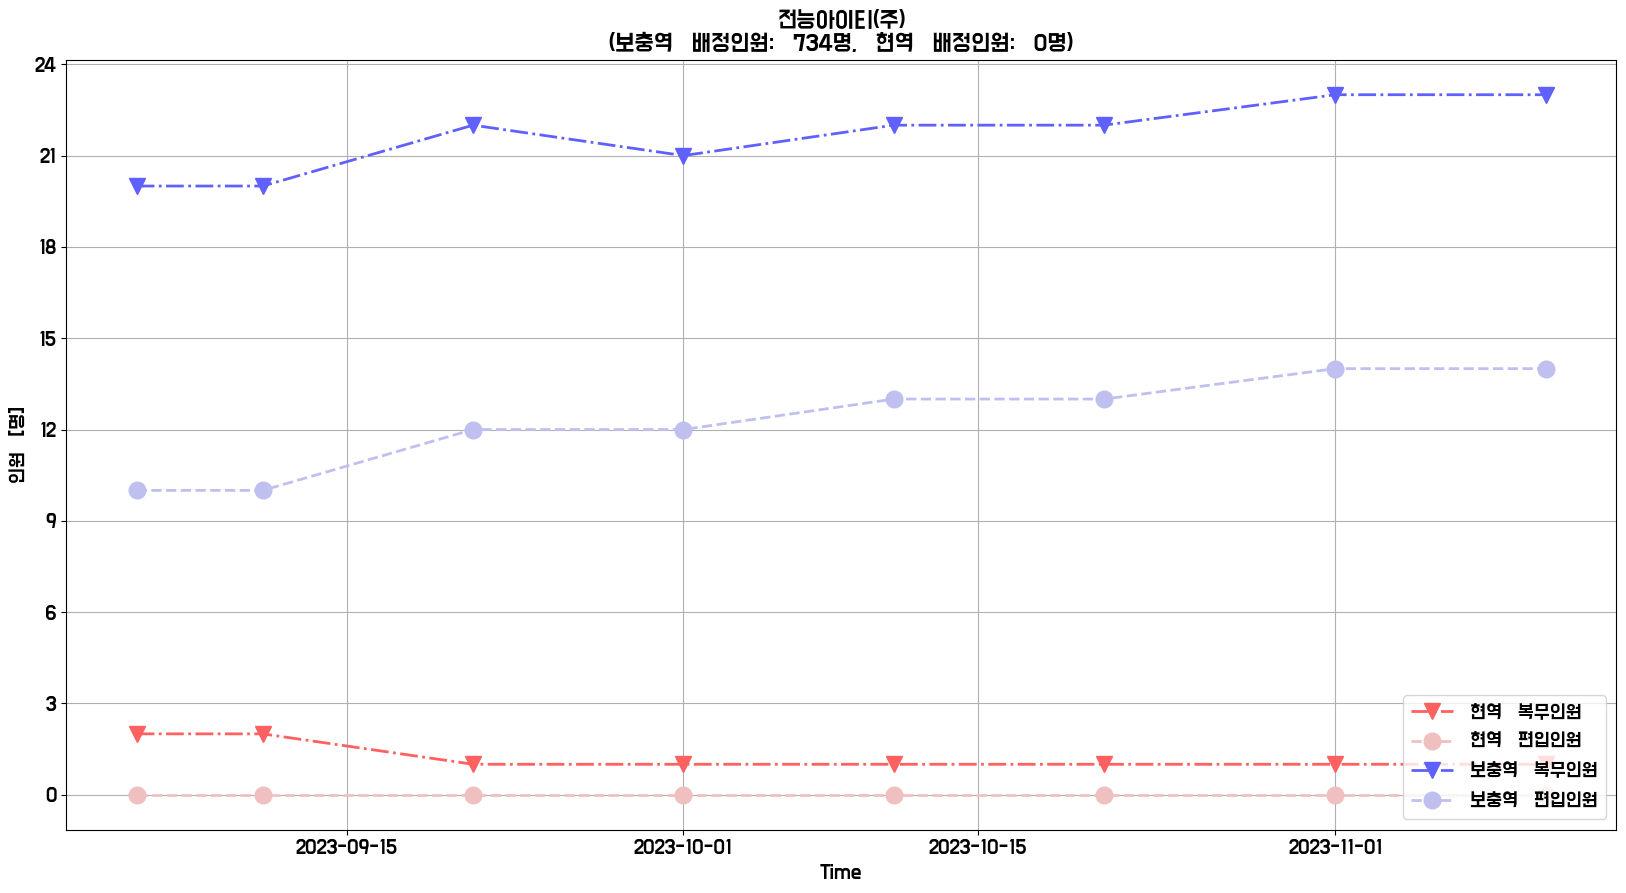 전능아이티(주)
(보충역 배정인원: 734명, 현역 배정인원: 0명)
24
21
18
15
12
9
6
3
0
인원 [명]
2023-09-15
2023-10-01
2023-10-15
2023-11-01
Time
현역 복무인원
현역 편입인원
보충역 복무인원
보충역 편입인원